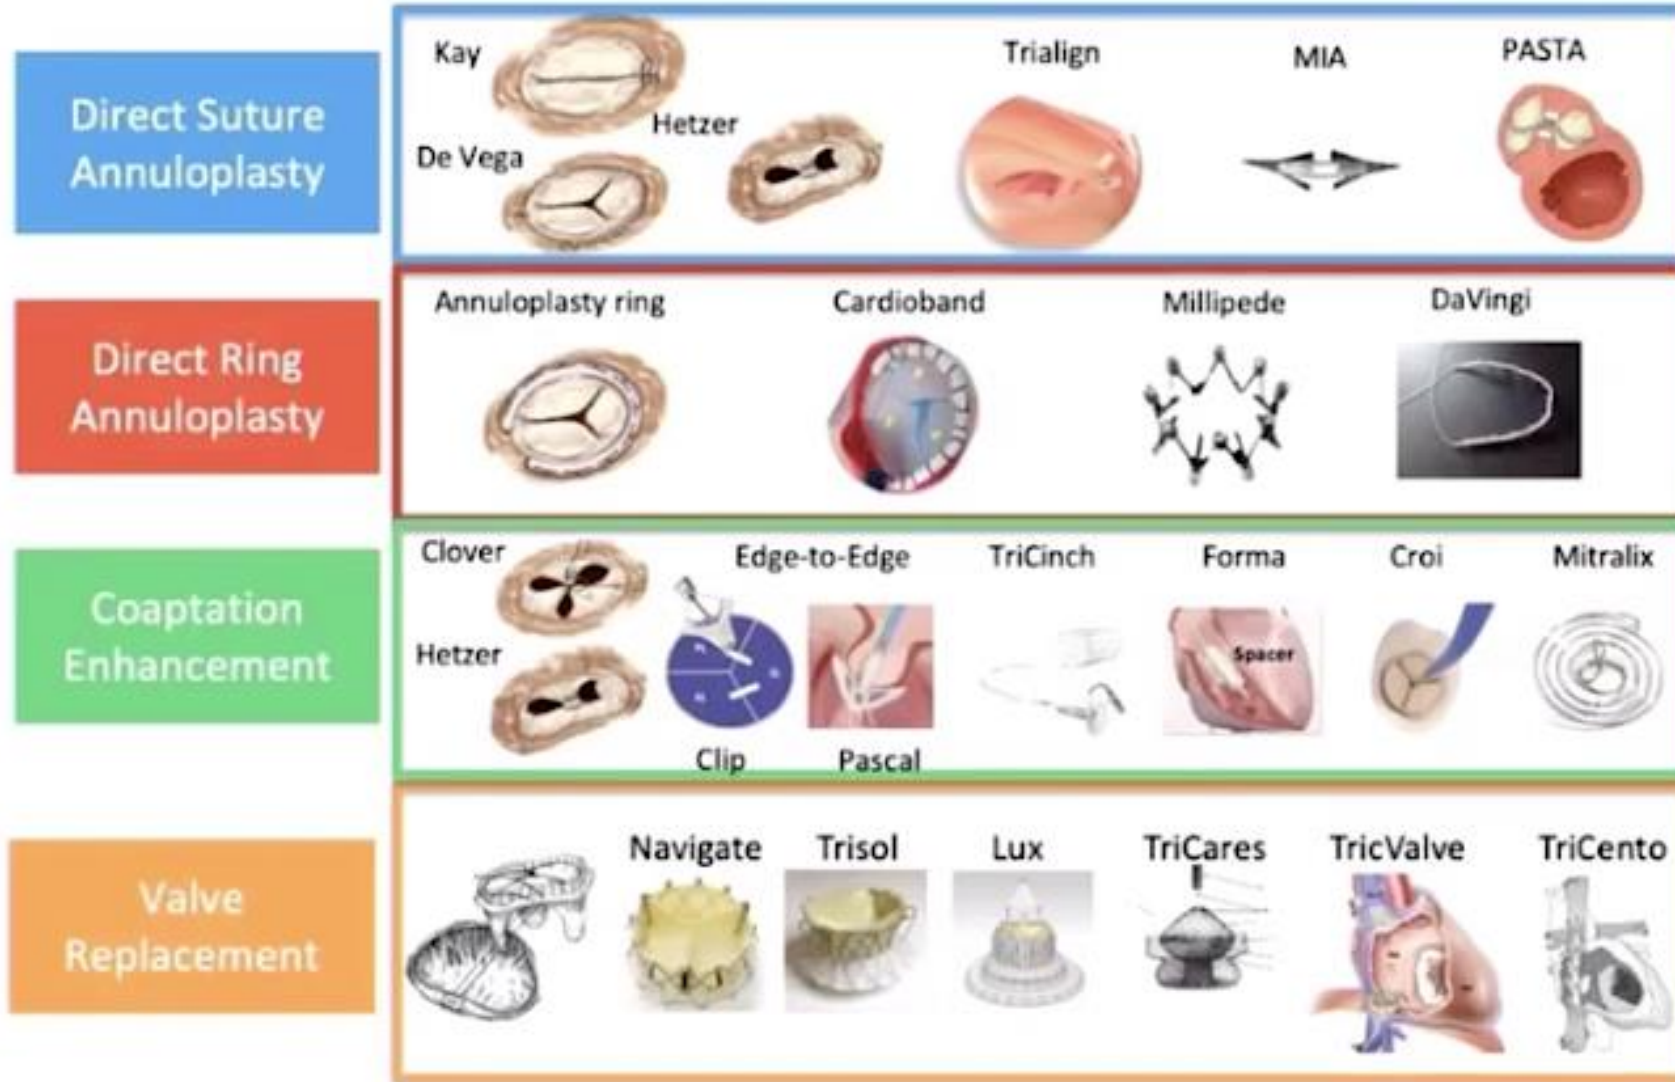 Direct Suture
Annuloplasty
Kay
Hetzer
De Vega
Trialign
MIA
PASTA
Direct Ring
Annuloplasty
Annuloplasty ring
Cardioband
Millipede
DaVingi
Coaptation
Enhancement
Clover
Hetzer
Edge-to-Edge
Clip
Pascal
TriCinch
Forma
Spacer
Croi
Mitralix
Valve
Replacement
Navigate
Trisol
Lux
TriCares
TricValve
TriCento